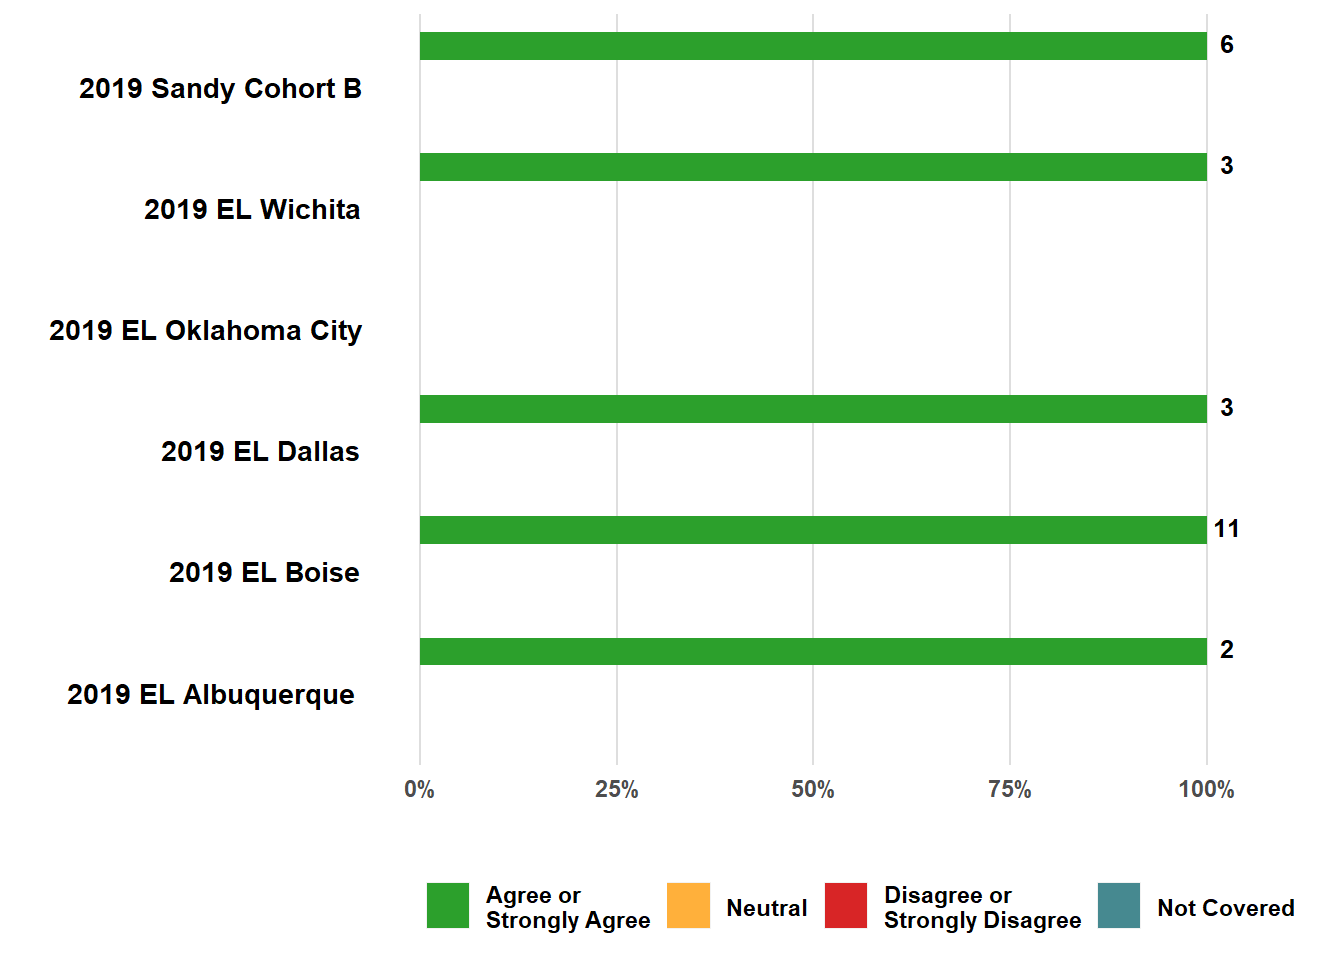 6
2019 Sandy Cohort B
3
2019 EL Wichita
2019 EL Oklahoma City
3
2019 EL Dallas
11
2019 EL Boise
2
2019 EL Albuquerque
0% 25% 50% 75% 100%
Agree or
Strongly Agree
Neutral
Disagree or
Strongly Disagree
Not Covered